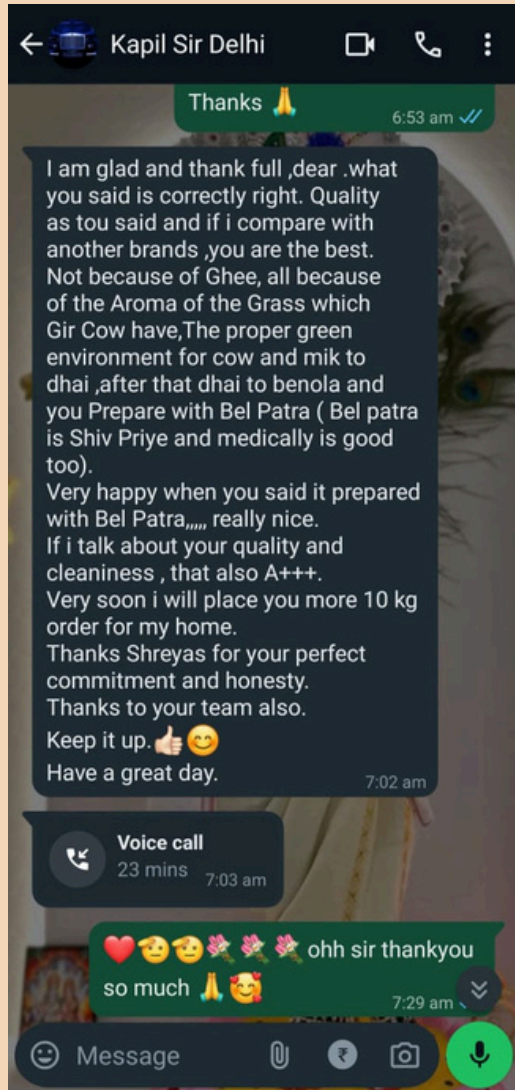 Kapil Sir Delhi
Thanks 🙏
6:53 am
I am glad and thank full ,dear .what
you said is correctly right. Quality
as tou said and if i compare with
another brands ,you are the best.
Not because of Ghee, all because
of the Aroma of the Grass which
Gir Cow have,The proper green
environment for cow and mik to
dhai ,after that dhai to benola and
you Prepare with Bel Patra ( Bel patra
is Shiv Priye and medically is good
too).
Very happy when you said it prepared
with Bel Patra,,,,, really nice.
If i talk about your quality and
cleaniness , that also A+++.
Very soon i will place you more 10 kg
order for my home.
Thanks Shreyas for your perfect
commitment and honesty.
Thanks to your team also.
Keep it up.👍🏻😊
Have a great day.
7:02 am
Voice call
23 mins
7:03 am
❤️🫡🫡💐💐💐 ohh sir thankyou
so much 🙏🥰
7:29 am
Message
₹